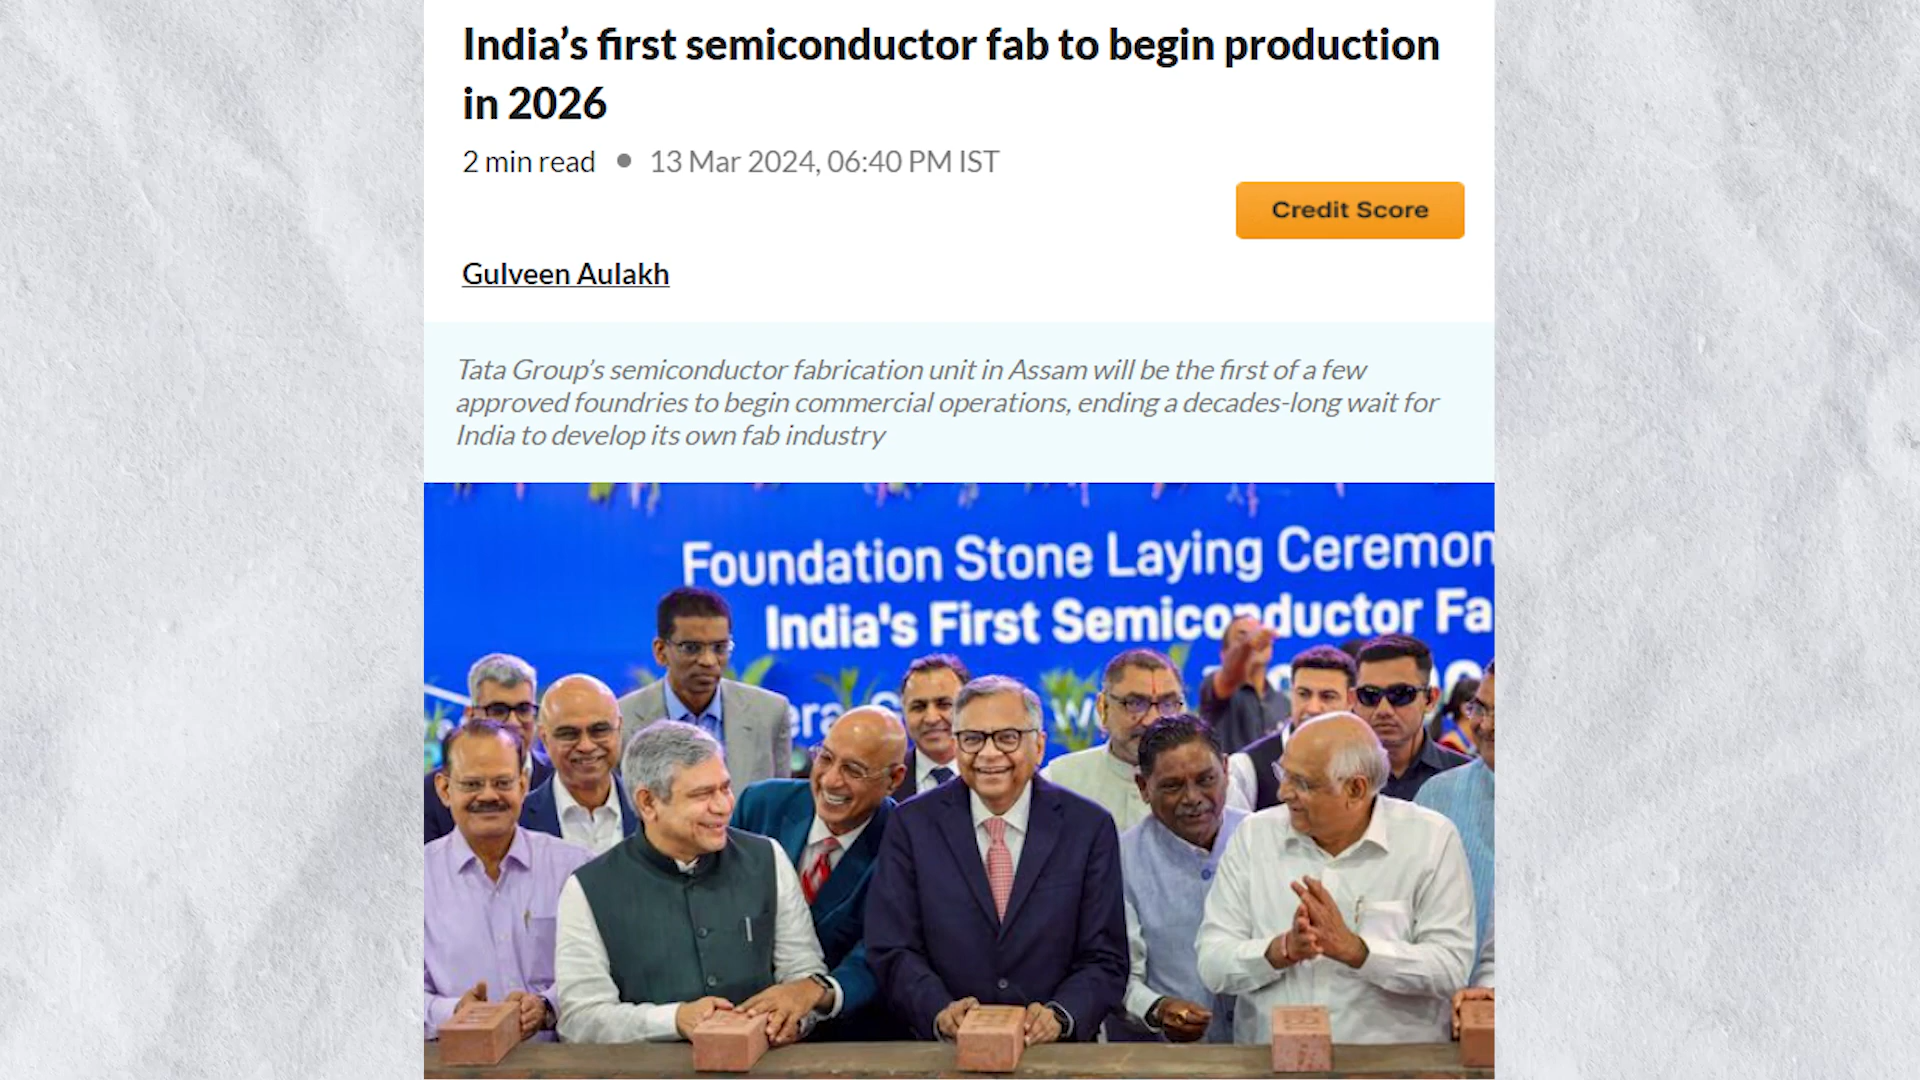 India’s first semiconductor fab to begin production
in 2026
2 min read • 13 Mar 2024, 06:40 PM IST
Credit Score
Gulveen Aulakh
Tata Group’s semiconductor fabrication unit in Assam will be the first of a few
approved foundries to begin commercial operations, ending a decades-long wait for
India to develop its own fab industry
Foundation Stone Laying Ceremon
India's First Semiconductor Fa